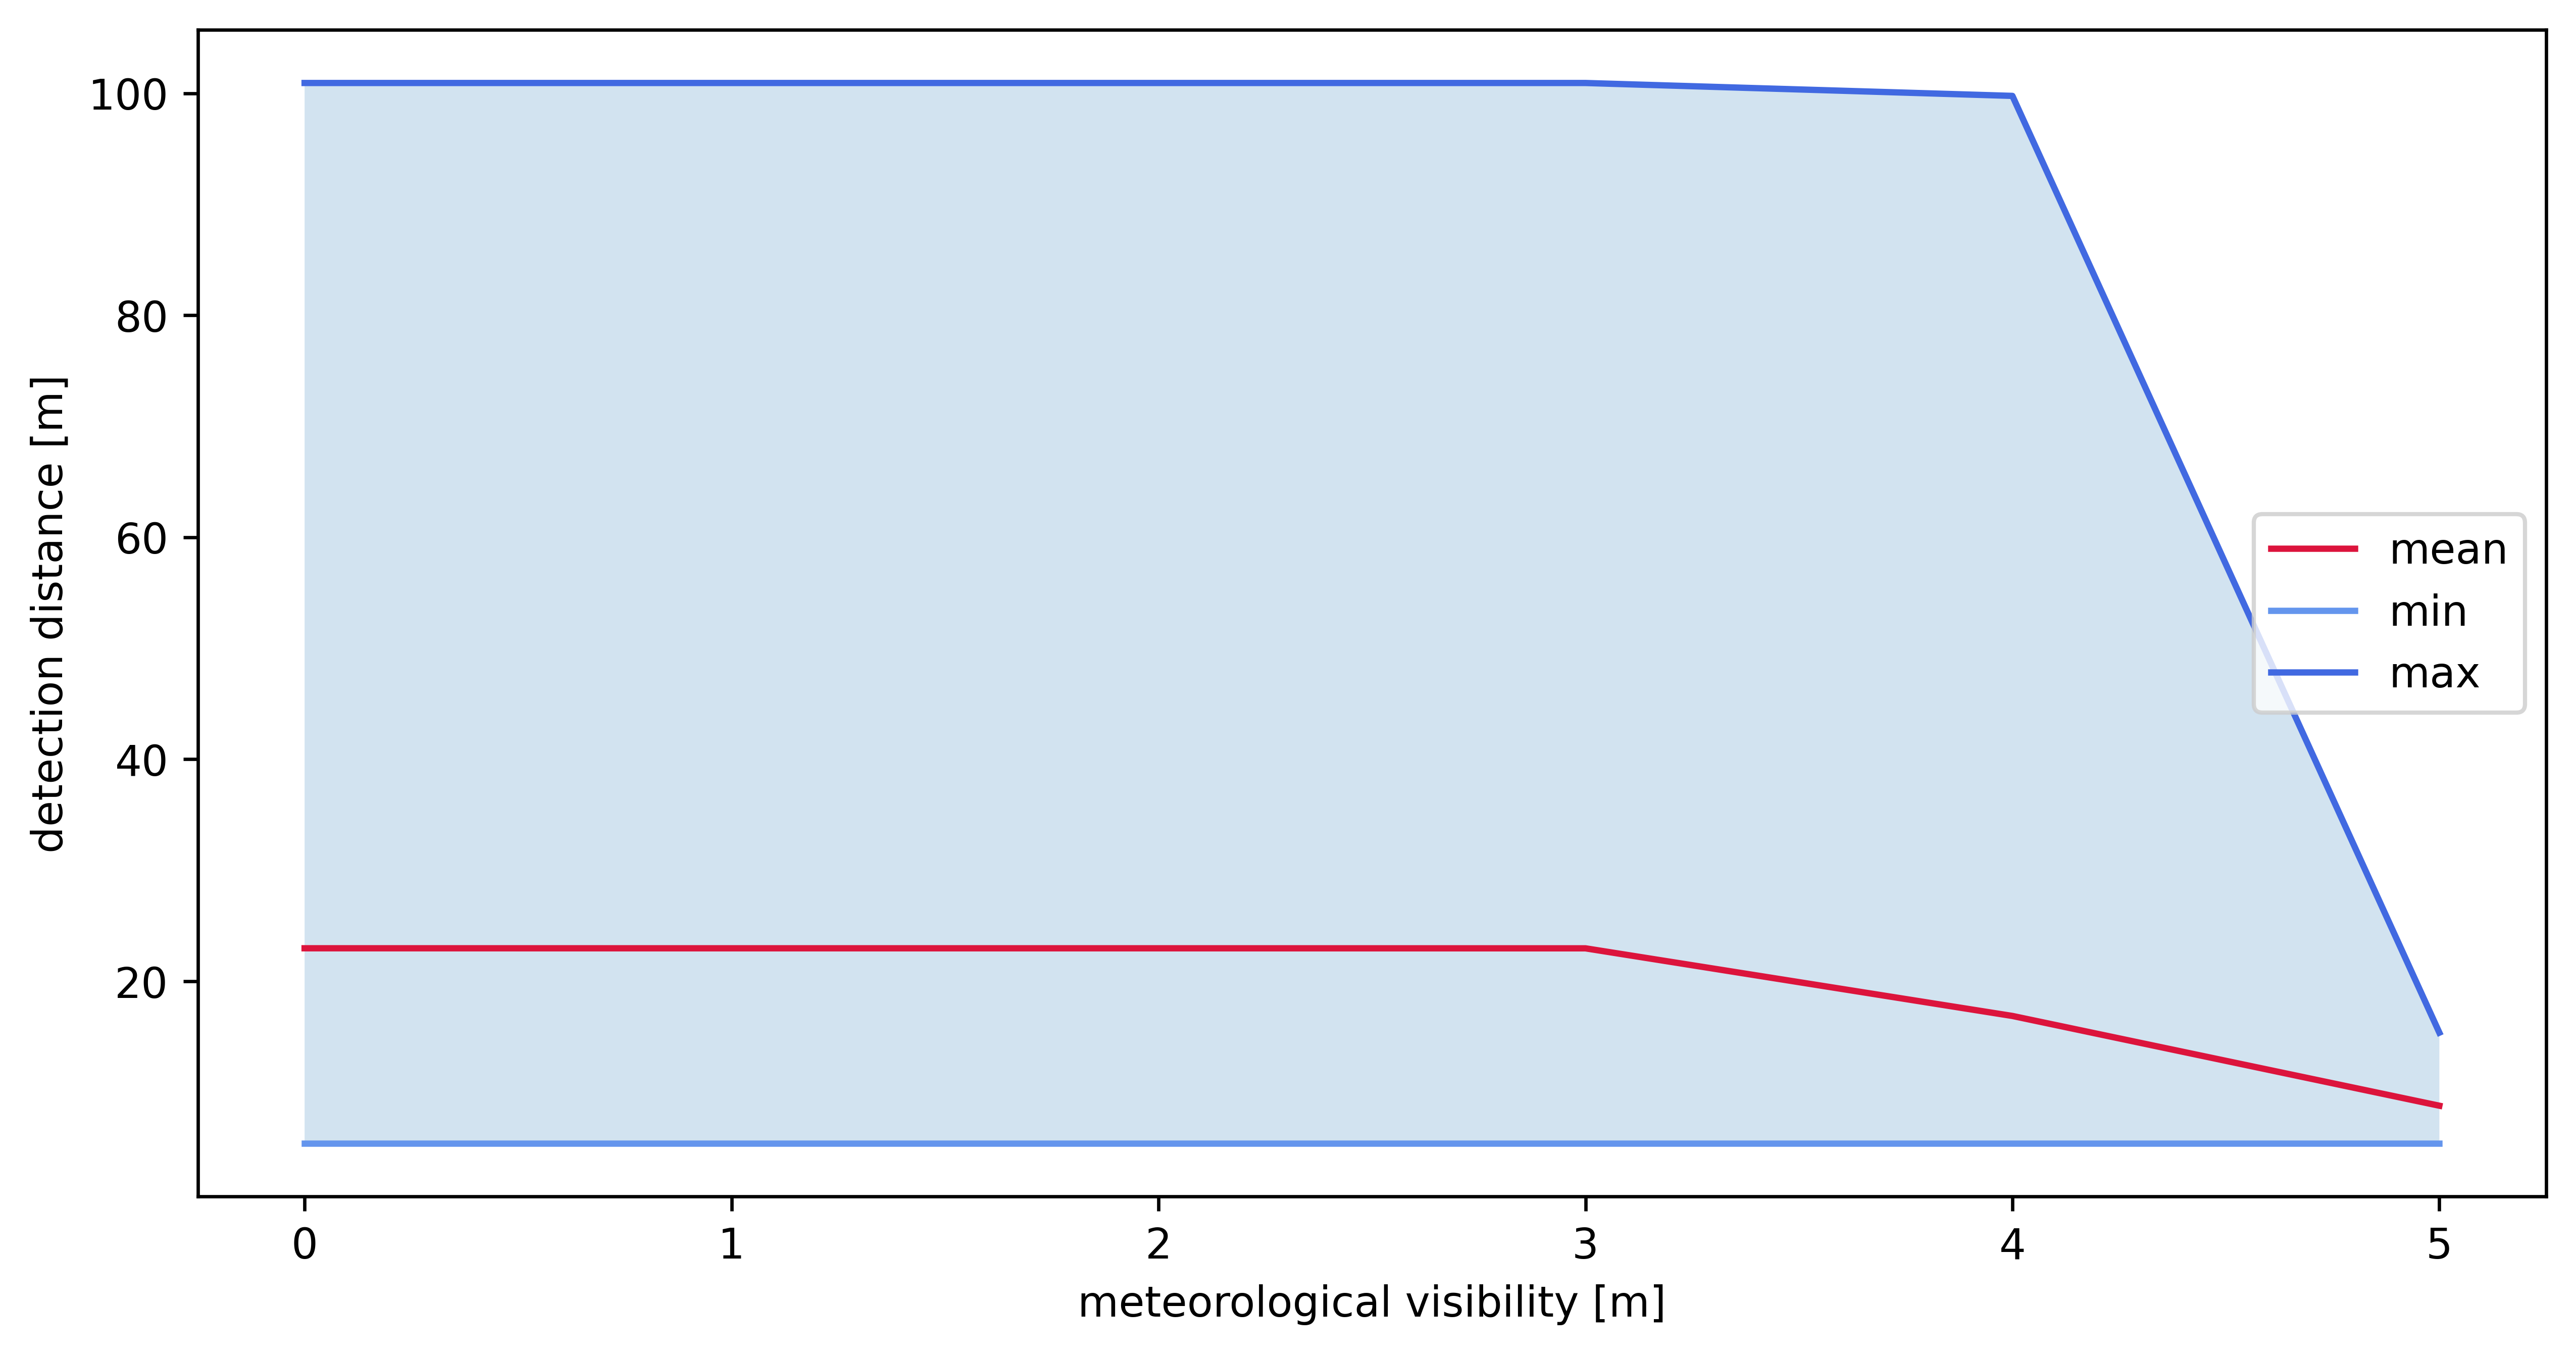 100
80
60
40
20
detection distance [m]
mean
min
max
0 1 2 3 4 5
meteorological visibility [m]